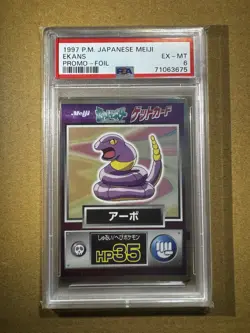 1997 P.M. JAPANESE MEIJI
EKANS
EX - MT
PROMO-FOIL
PSA
6
71063675
Meiji
ゲットカード
アーボ
HP35